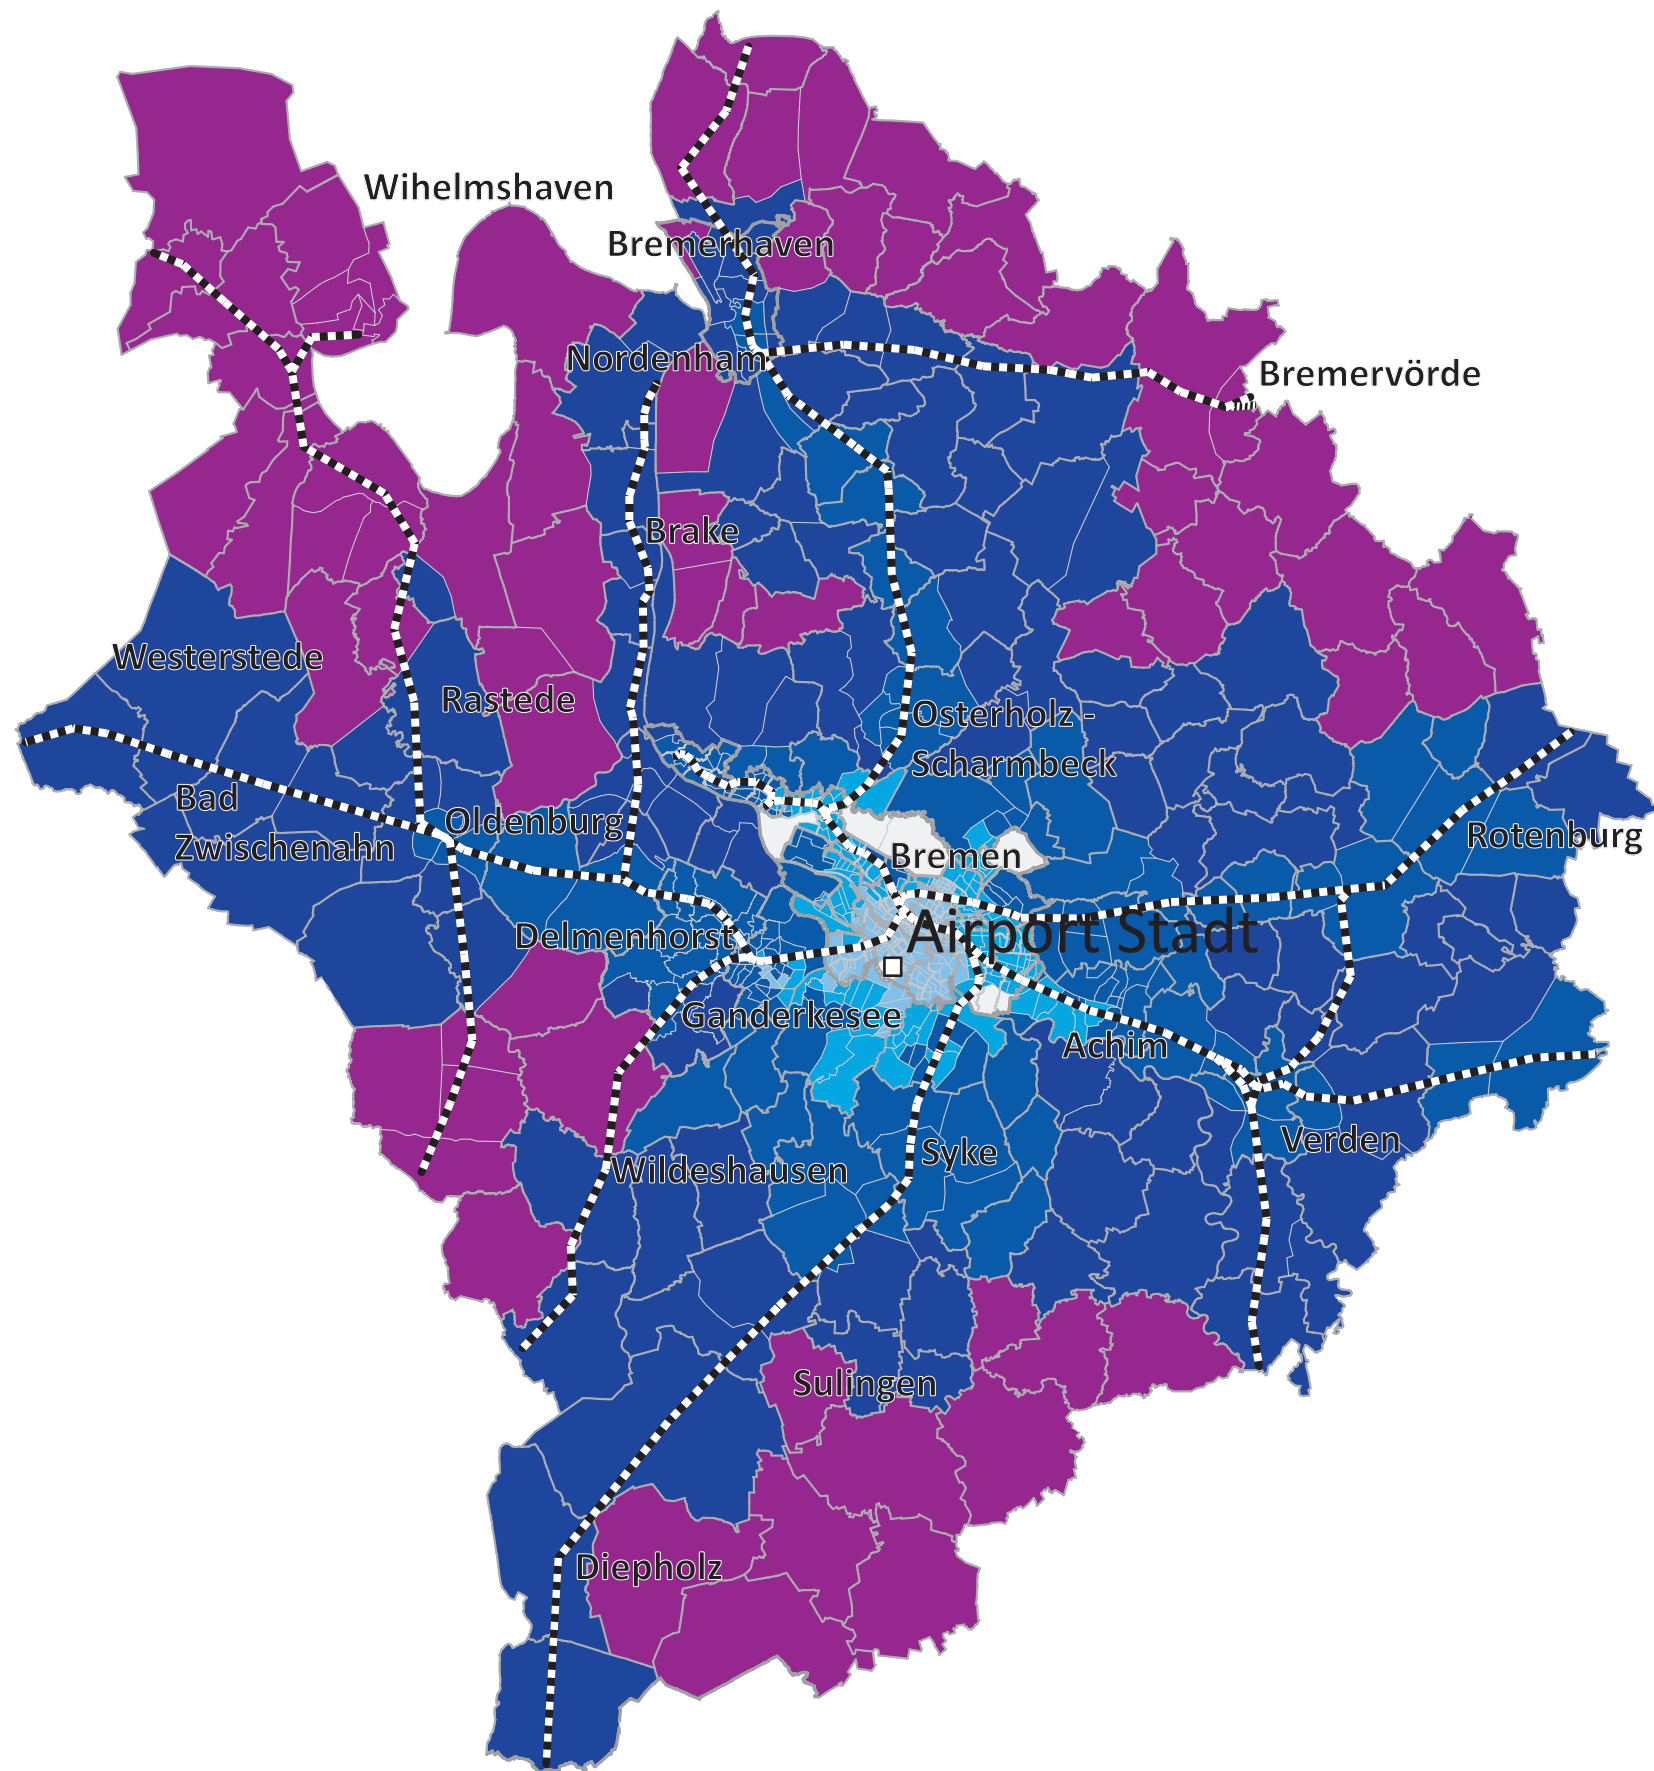 Wihelmshaven
Bremerhaven
Nordenham
Bremervörde
Brake
Westerstede
Rastede
Osterholz -
Scharmbeck
Bad
Zwischenahn
Oldenburg
Rotenburg
Bremen
Delmenhorst
Airport Stadt
Ganderkesee
Achim
Verden
Syke
Wildeshausen
Sulingen
Diepholz